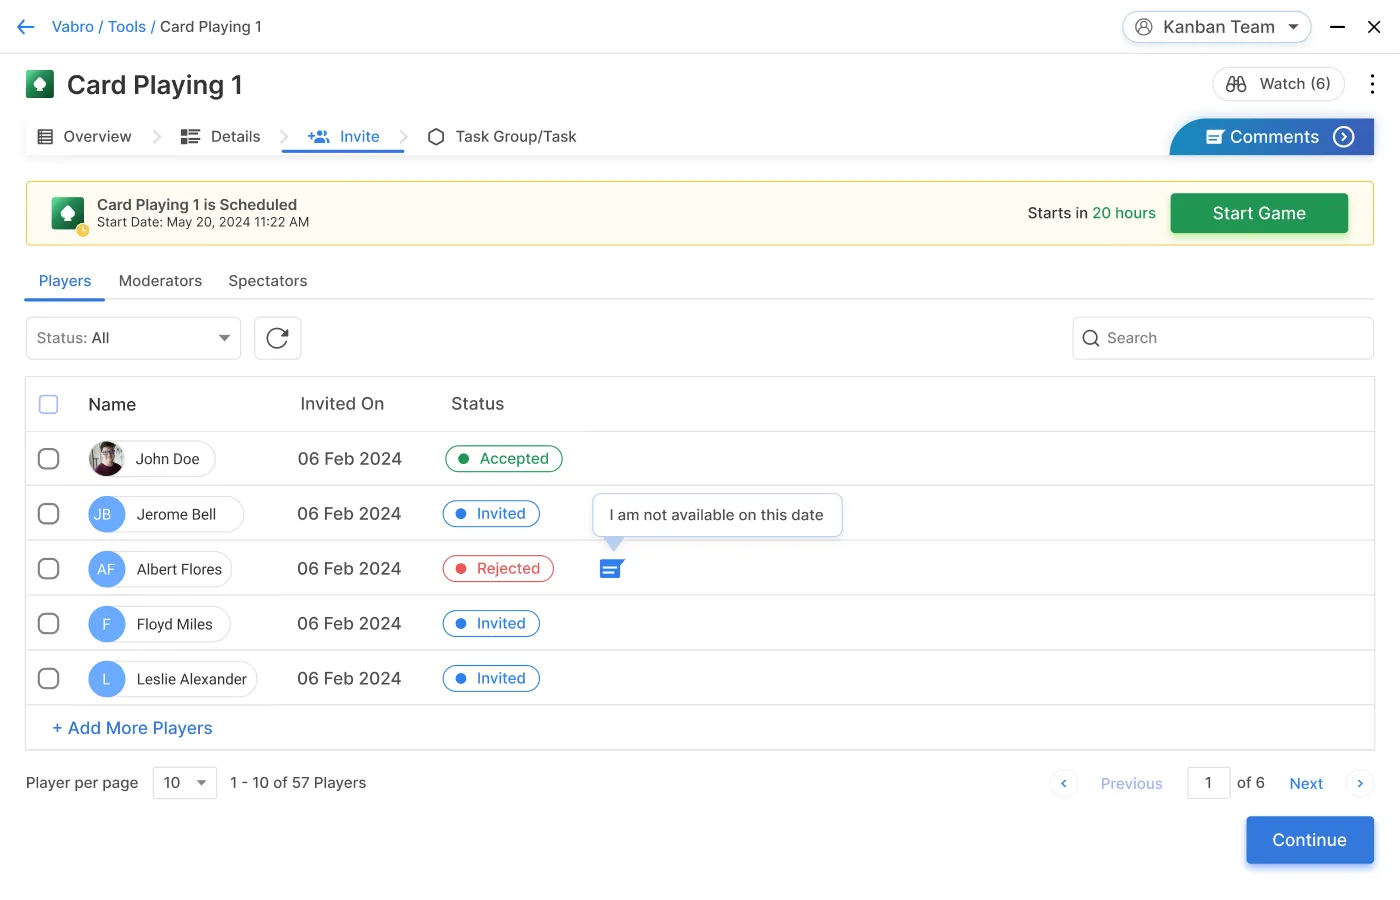 Vabro / Tools / Card Playing 1
Kanban Team
Card Playing 1
Watch (6)
Overview
Details
Invite
Task Group/Task
Comments
Card Playing 1 is Scheduled
Start Date: May 20, 2024 11:22 AM
Starts in 20 hours
Start Game
Players
Moderators
Spectators
Status: All
Search
Name
Invited On
Status
John Doe
06 Feb 2024
Accepted
JB
Jerome Bell
06 Feb 2024
Invited
I am not available on this date
AF
Albert Flores
06 Feb 2024
Rejected
F
Floyd Miles
06 Feb 2024
Invited
L
Leslie Alexander
06 Feb 2024
Invited
+ Add More Players
Player per page
10
1 - 10 of 57 Players
Previous
1
of 6
Next
Continue